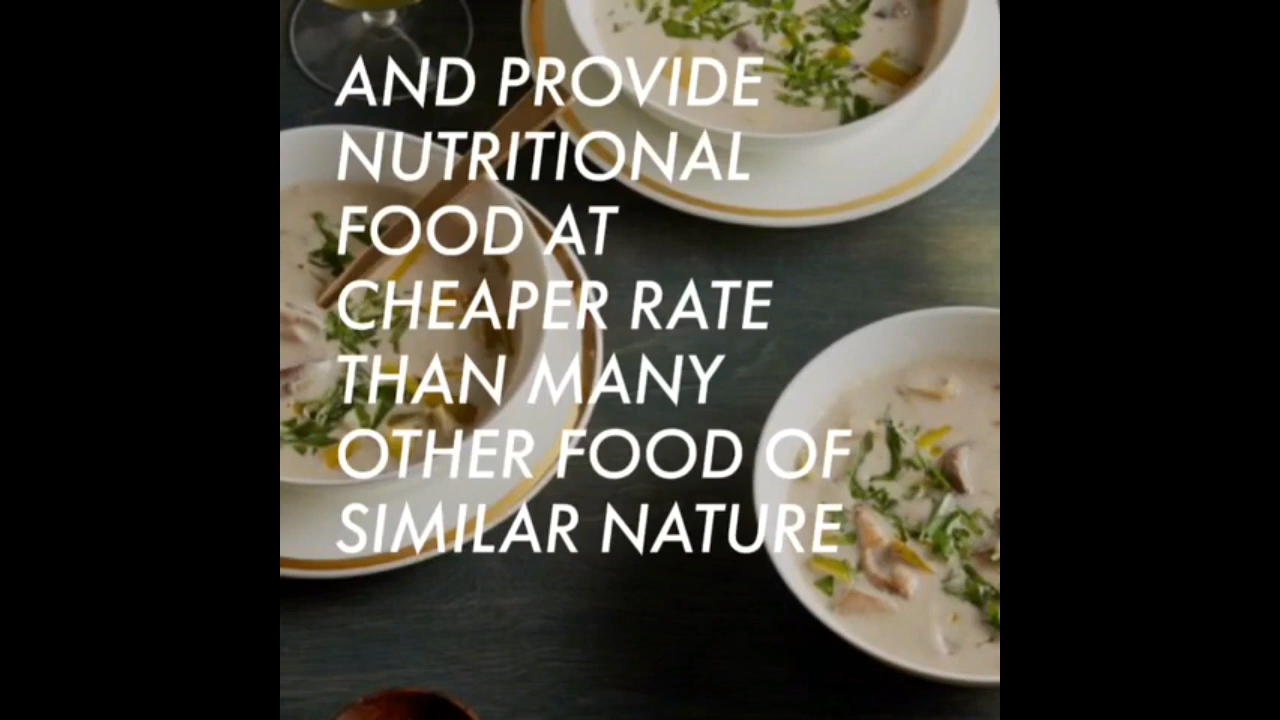 AND PROVIDE
NUTRITIONAL
FOOD AT
CHEAPER RATE
THAN MANY
OTHER FOOD OF
SIMILAR NATURE